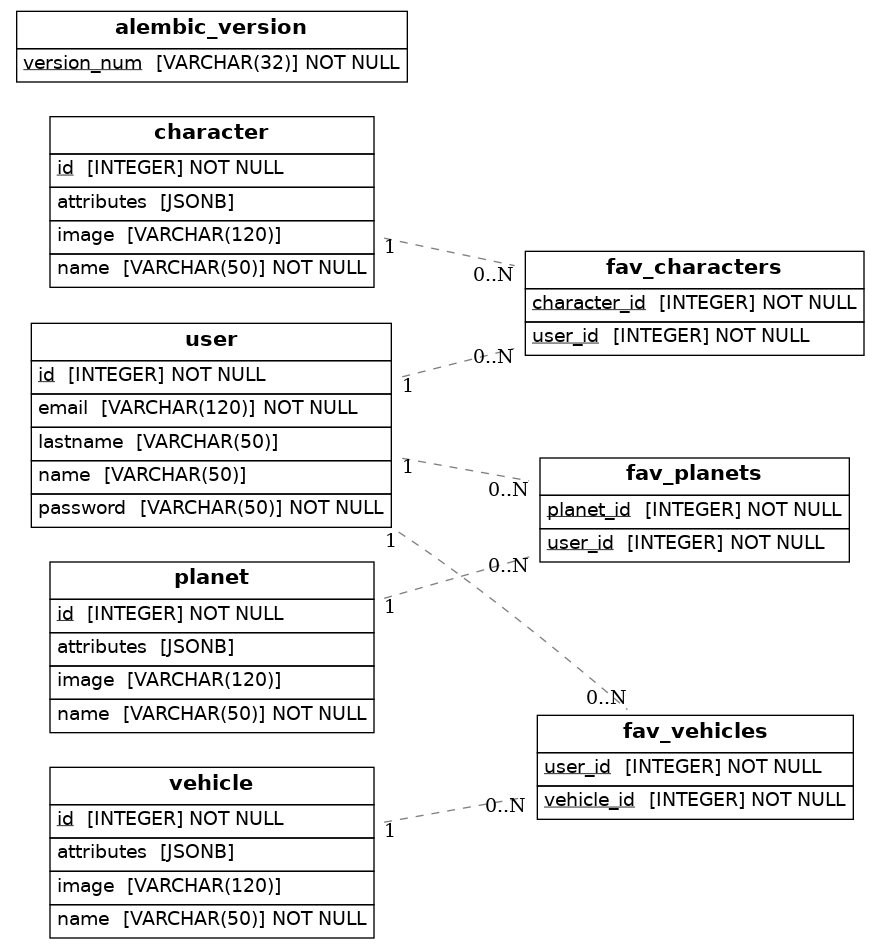 alembic_version
version_num [VARCHAR(32)] NOT NULL
character
id [INTEGER] NOT NULL
attributes [JSONB]
image [VARCHAR(120)]
name [VARCHAR(50)] NOT NULL
1
0..N
fav_characters
character_id [INTEGER] NOT NULL
user_id [INTEGER] NOT NULL
user
id [INTEGER] NOT NULL
email [VARCHAR(120)] NOT NULL
lastname [VARCHAR(50)]
name [VARCHAR(50)]
password [VARCHAR(50)] NOT NULL
1
0..N
1
0..N
1
0..N
fav_planets
planet_id [INTEGER] NOT NULL
user_id [INTEGER] NOT NULL
planet
id [INTEGER] NOT NULL
attributes [JSONB]
image [VARCHAR(120)]
name [VARCHAR(50)] NOT NULL
1
0..N
fav_vehicles
user_id [INTEGER] NOT NULL
vehicle_id [INTEGER] NOT NULL
vehicle
id [INTEGER] NOT NULL
attributes [JSONB]
image [VARCHAR(120)]
name [VARCHAR(50)] NOT NULL
1
0..N